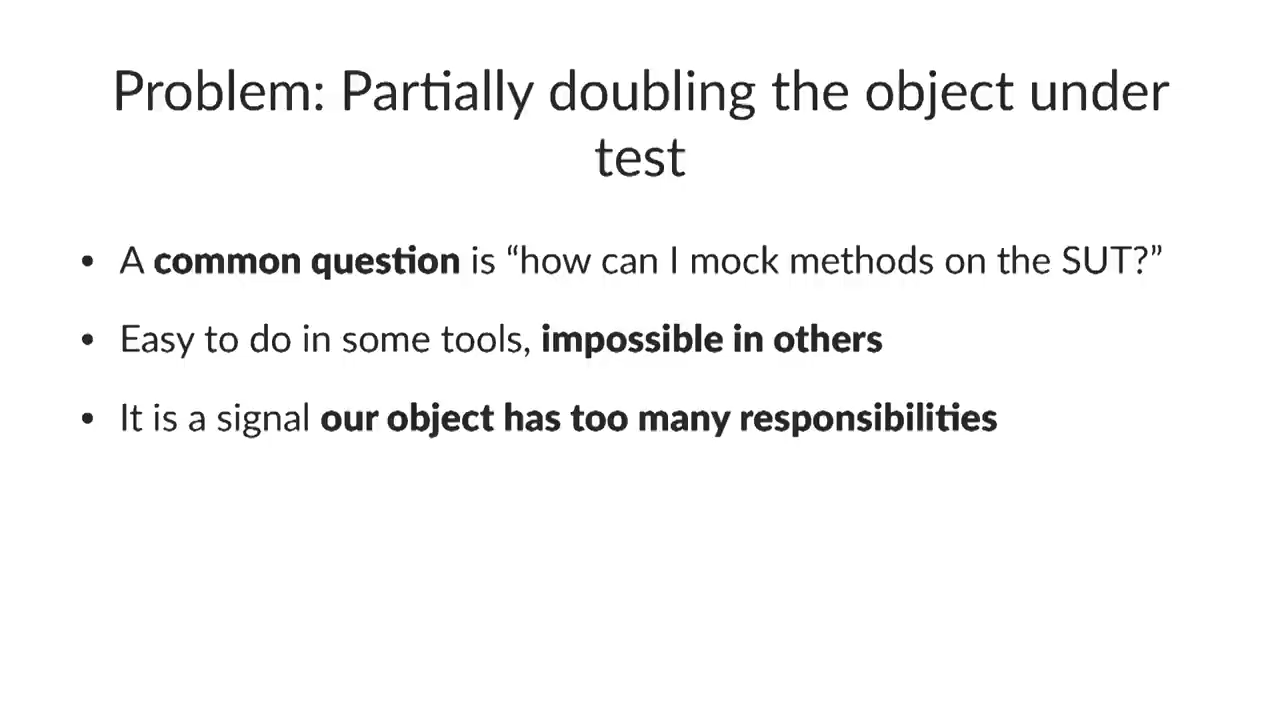 Problem: Partially doubling the object under
test
• A common question is “how can I mock methods on the SUT?”
• Easy to do in some tools, impossible in others
• It is a signal our object has too many responsibilities